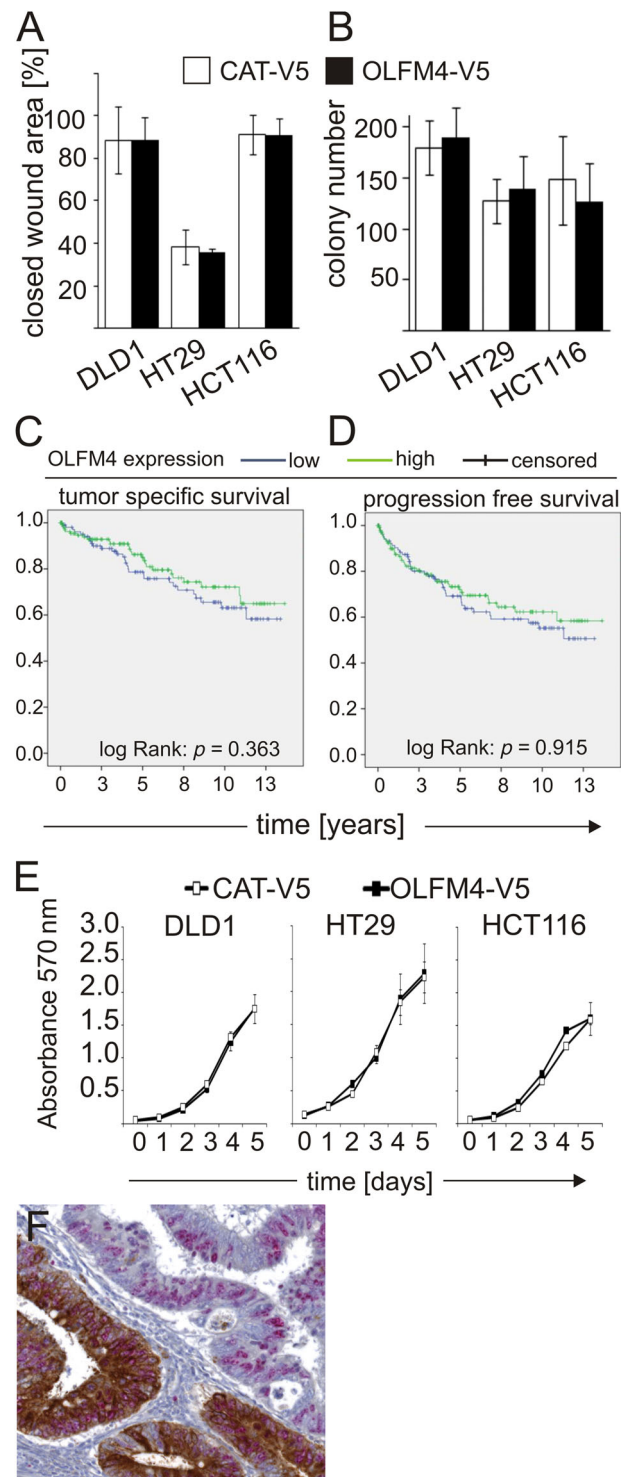 A
B
CAT-V5 OLFM4-V5
closed wound area [%]
100
80
60
40
20
DLD1 HT29 HCT116
colony number
200
150
100
50
DLD1 HT29 HCT116
C
D
OLFM4 expression low high censored
tumor specific survival
1.0
0.8
0.6
0.4
0.2
0.0
log Rank: p = 0.363
0 3 5 8 10 13
progression free survival
1.0
0.8
0.6
0.4
0.2
0.0
log Rank: p = 0.915
0 3 5 8 10 13
time [years]
E
CAT-V5 OLFM4-V5
DLD1 HT29 HCT116
Absorbance 570 nm
3.0
2.5
2.0
1.5
1.0
0.5
0 1 2 3 4 5 0 1 2 3 4 5 0 1 2 3 4 5
time [days]
F